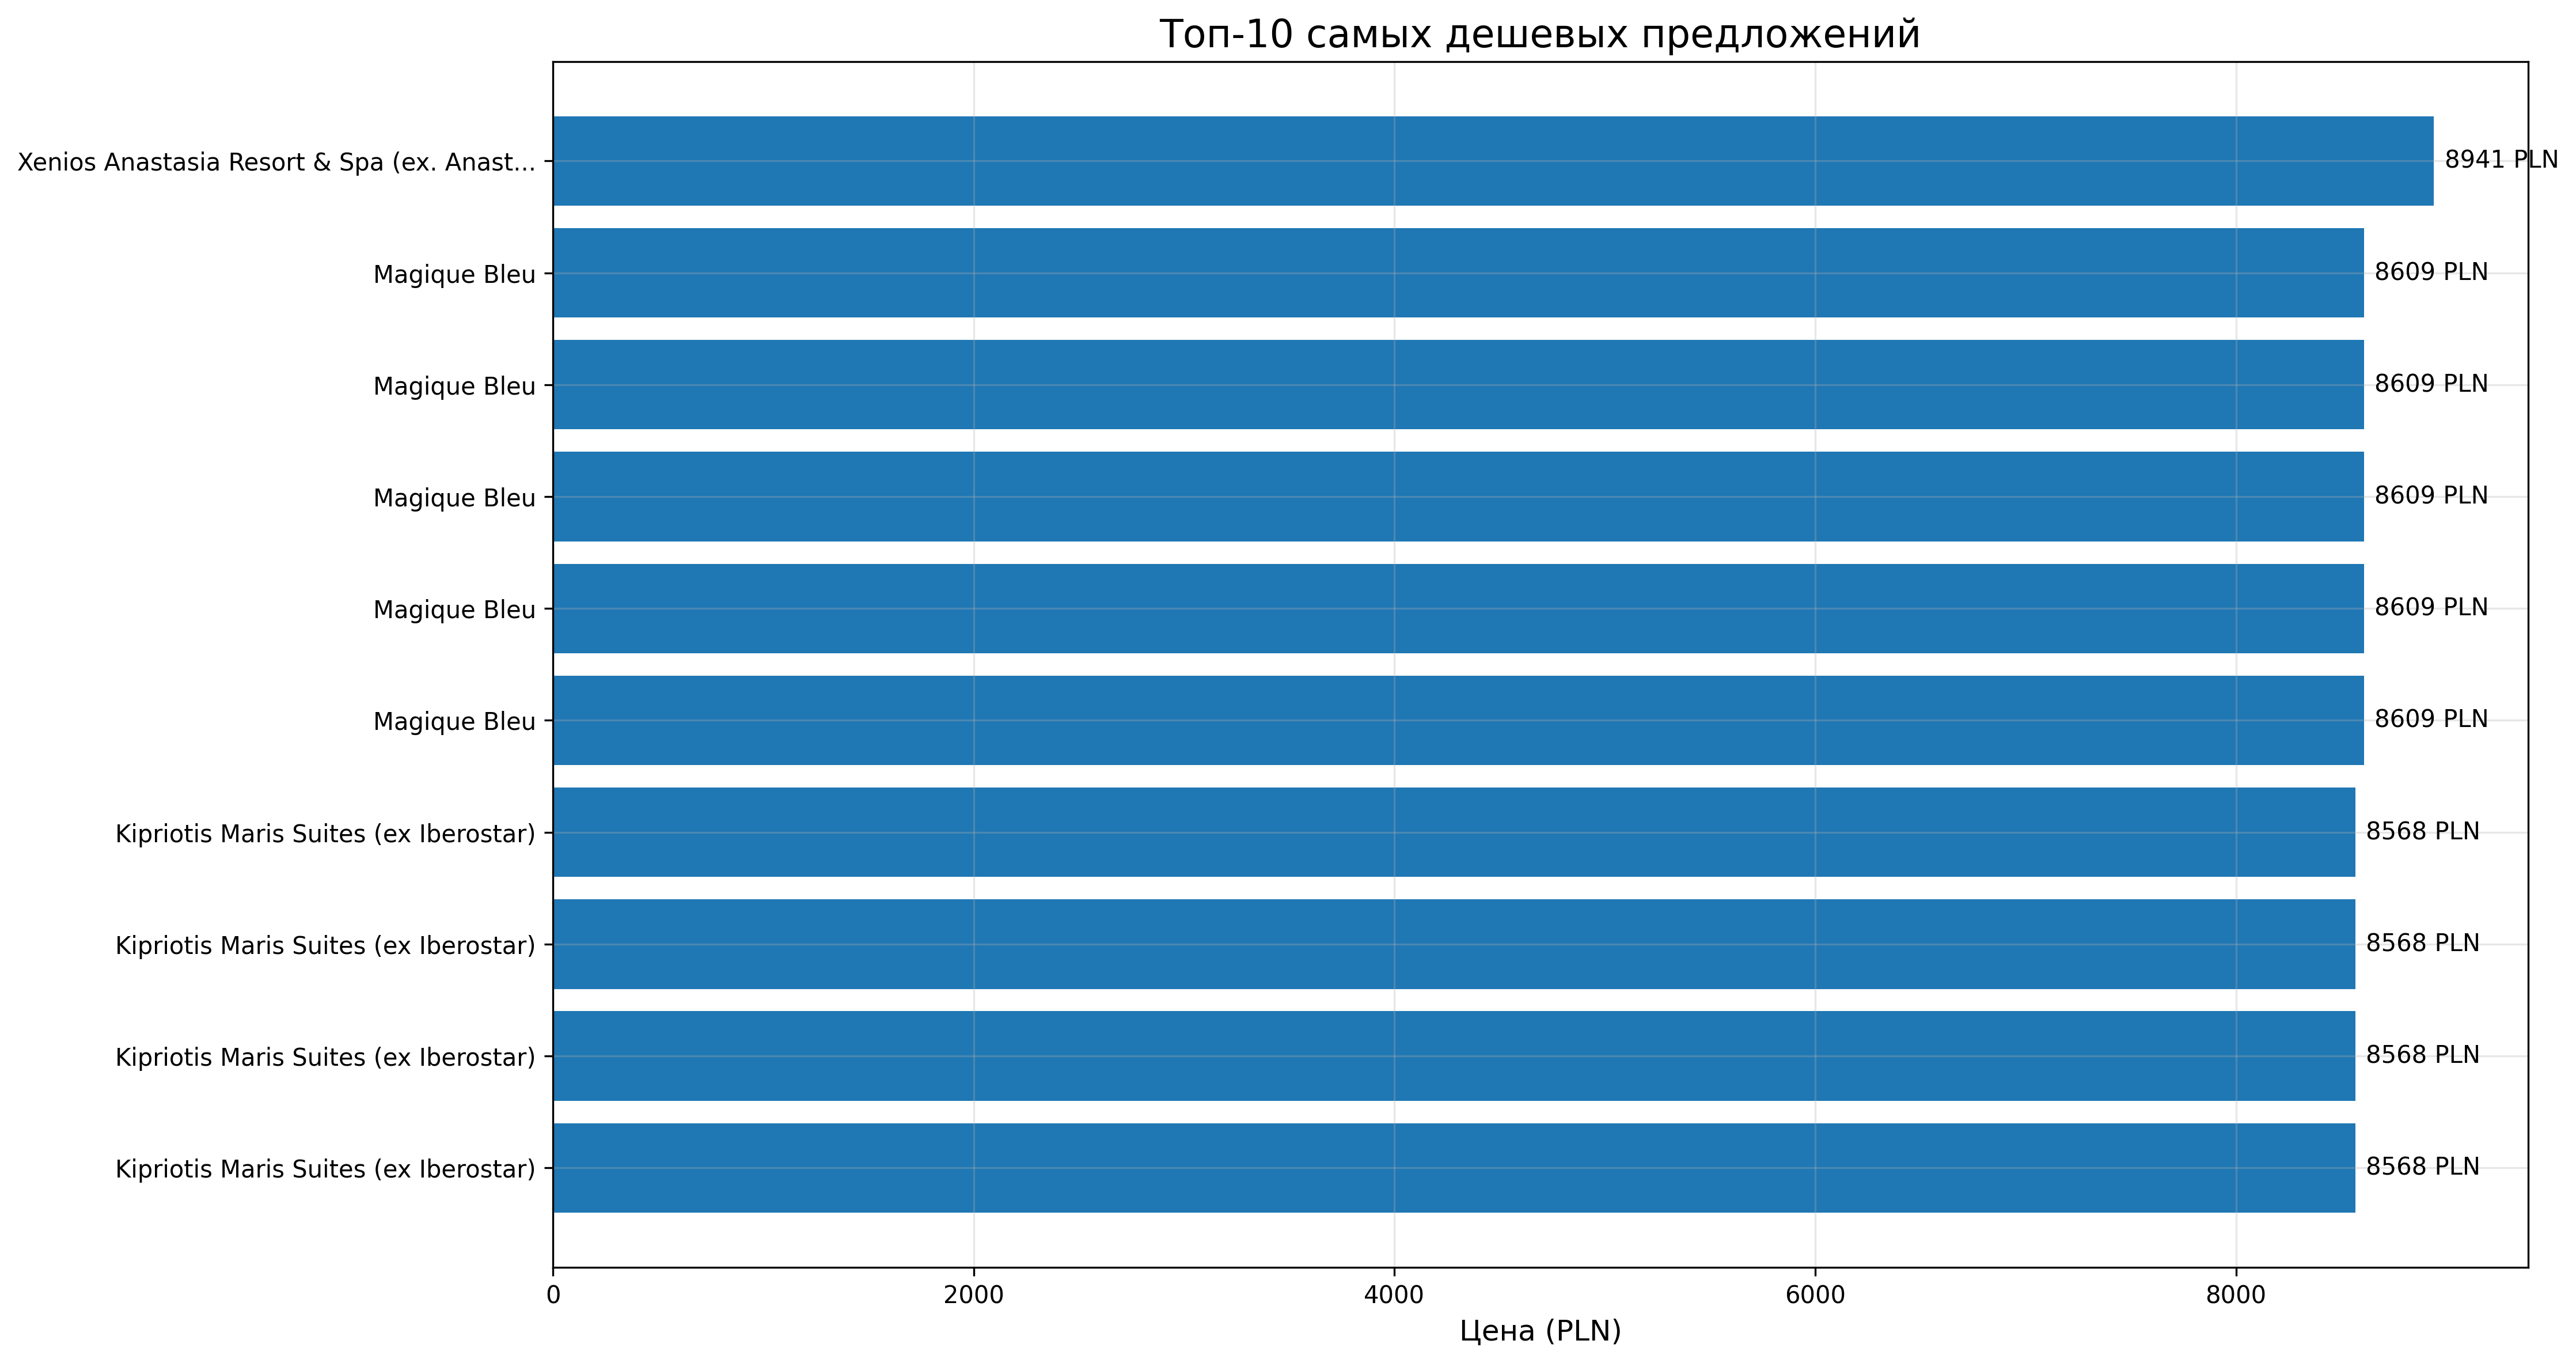 Топ-10 самых дешевых предложений
Xenios Anastasia Resort & Spa (ex. Anast...
8941 PLN
Magique Bleu
8609 PLN
Magique Bleu
8609 PLN
Magique Bleu
8609 PLN
Magique Bleu
8609 PLN
Magique Bleu
8609 PLN
Kipriotis Maris Suites (ex Iberostar)
8568 PLN
Kipriotis Maris Suites (ex Iberostar)
8568 PLN
Kipriotis Maris Suites (ex Iberostar)
8568 PLN
Kipriotis Maris Suites (ex Iberostar)
8568 PLN
0 2000 4000 6000 8000
Цена (PLN)